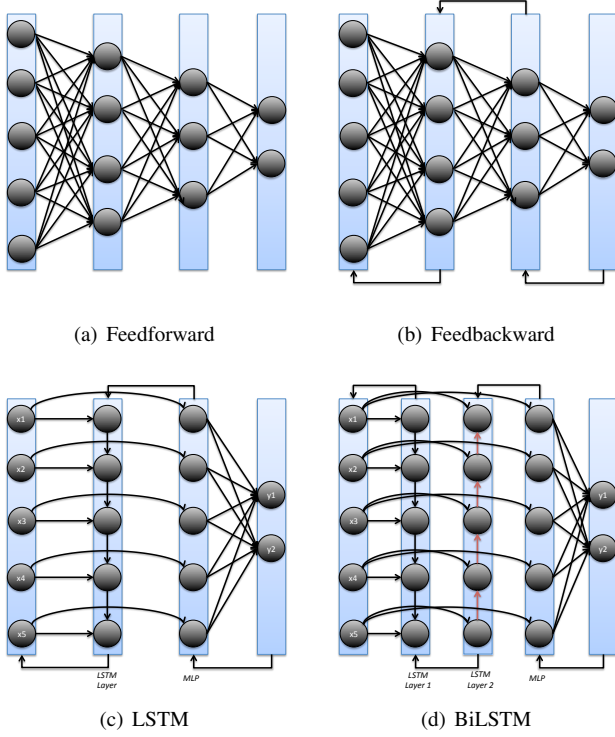 (a) Feedforward
(b) Feedbackward
x1
x2
x3
x4
x5
y1
y2
LSTM
Layer
MLP
x1
x2
x3
x4
x5
y1
y2
LSTM
Layer 1
LSTM
Layer 2
MLP
(c) LSTM
(d) BiLSTM